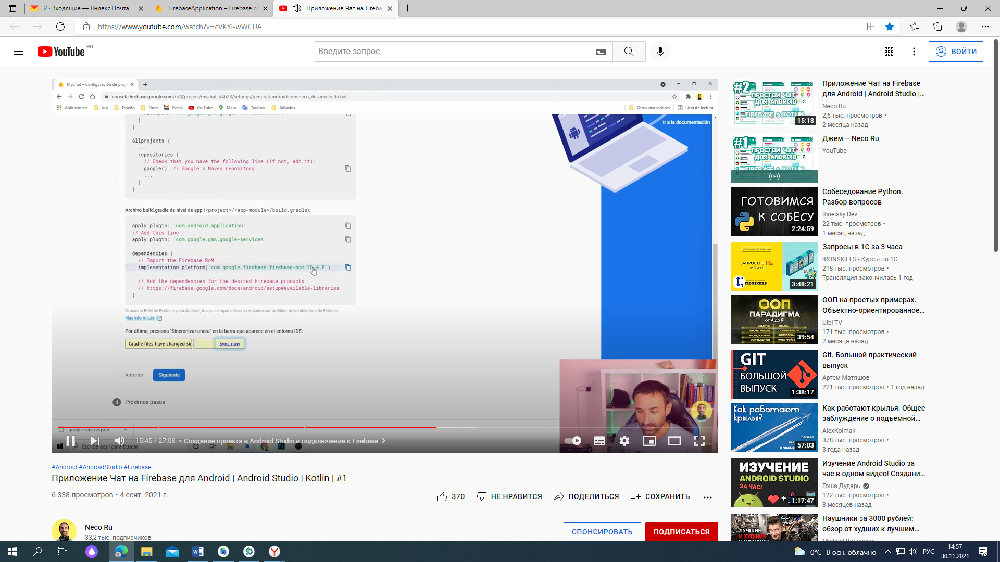 2 · Входящие — Яндекс.Почта
FirebaseApplication – Firebase co
Приложение Чат на Fireba
https://www.youtube.com/watch?v=cVKYI-wWCUA
YouTube RU
Введите запрос
ВОЙТИ
MyChat – Configuración de proy
console.firebase.google.com/u/0/project/mychat-b4b23/settings/general/android:com.neco_desarrollo.fbchat
Aplicaciones Job Diseño Docs Gmail YouTube Maps Traducir Afiliados Otros marcadores Lista de lectura
Ir a la documentación
}
}
allprojects {
...
repositories {
// Check that you have the following line (if not, add it):
google() // Google's Maven repository
...
}
}
Archivo build.gradle de nivel de app (<project>/<app-module>/build.gradle):
apply plugin: 'com.android.application'
// Add this line
apply plugin: 'com.google.gms.google-services'
dependencies {
// Import the Firebase BoM
implementation platform('com.google.firebase:firebase-bom:28.4.0')
// Add the dependencies for the desired Firebase products
// https://firebase.google.com/docs/android/setup#available-libraries
}
Si usas la BoM de Firebase para Android, tu app siempre utilizará versiones compatibles de la biblioteca de Firebase.
Más información
Por último, presiona "Sincronizar ahora" en la barra que aparece en el entorno IDE:
Gradle files have changed sin Sync now
Anterior Siguiente
4 Próximos pasos
google-services.json
Escribe aquí para buscar
15:45 / 27:08 • Создание проекта в Android Studio и подключение к Firebase
#Android #AndroidStudio #Firebase
Приложение Чат на Firebase для Android | Android Studio | Kotlin | #1
6 338 просмотров • 4 сент. 2021 г.
370 НЕ НРАВИТСЯ ПОДЕЛИТЬСЯ СОХРАНИТЬ
Neco Ru
33,2 тыс. подписчиков
СПОНСИРОВАТЬ ПОДПИСАТЬСЯ
#2
ПРОСТОЙ ЧАТ
ДЛЯ ANDROID
FIREBASE & KOTLIN
15:18
Приложение Чат на Firebase
для Android | Android Studio |...
Neco Ru
2,6 тыс. просмотров •
2 месяца назад
#1
ПРОСТОЙ ЧАТ
ДЛЯ ANDROID
FIREBASE & KOTLIN
Джем – Neco Ru
YouTube
ГОТОВИМСЯ
К СОБЕСУ
2:24:59
Собеседование Python.
Разбор вопросов
Rineisky Dev
22 тыс. просмотров •
1 месяц назад
Бесплатный вебинар
ЗАПРОСЫ В 1С
за 3 часа
IRONSKILLS
3:48:21
Запросы в 1С за 3 часа
IRONSKILLS - Курсы по 1С
218 тыс. просмотров •
Трансляция закончилась 1 год
ООП
ПАРАДИГМА
от А до Я
ОБЪЕКТЫ КЛАССЫ
ИНКАПСУЛЯЦИЯ ПОЛИМОРФИЗМ
НАСЛЕДОВАНИЕ
DEP. INJECTION
39:54
ООП на простых примерах.
Объектно-ориентированное...
Ulbi TV
171 тыс. просмотров •
2 месяца назад
GIT
БОЛЬШОЙ
ВЫПУСК
1:38:17
Git. Большой практический
выпуск
Артем Матяшов
221 тыс. просмотров • 1 год назад
Как работают
крылья?
57:03
Как работают крылья. Общее
заблуждение о подъемной...
AlexKolmak
378 тыс. просмотров •
3 года назад
ИЗУЧЕНИЕ
ANDROID STUDIO
ЗА ЧАС!
1:17:47
Изучение Android Studio за
час в одном видео! Создани...
Гоша Дударь
122 тыс. просмотров •
8 месяцев назад
ЛУЧШИЕ
И ХУДШИЕ
Наушники за 3000 рублей:
обзор от худших к лучшим...
0°C В осн. облачно
РУС
14:57
30.11.2021